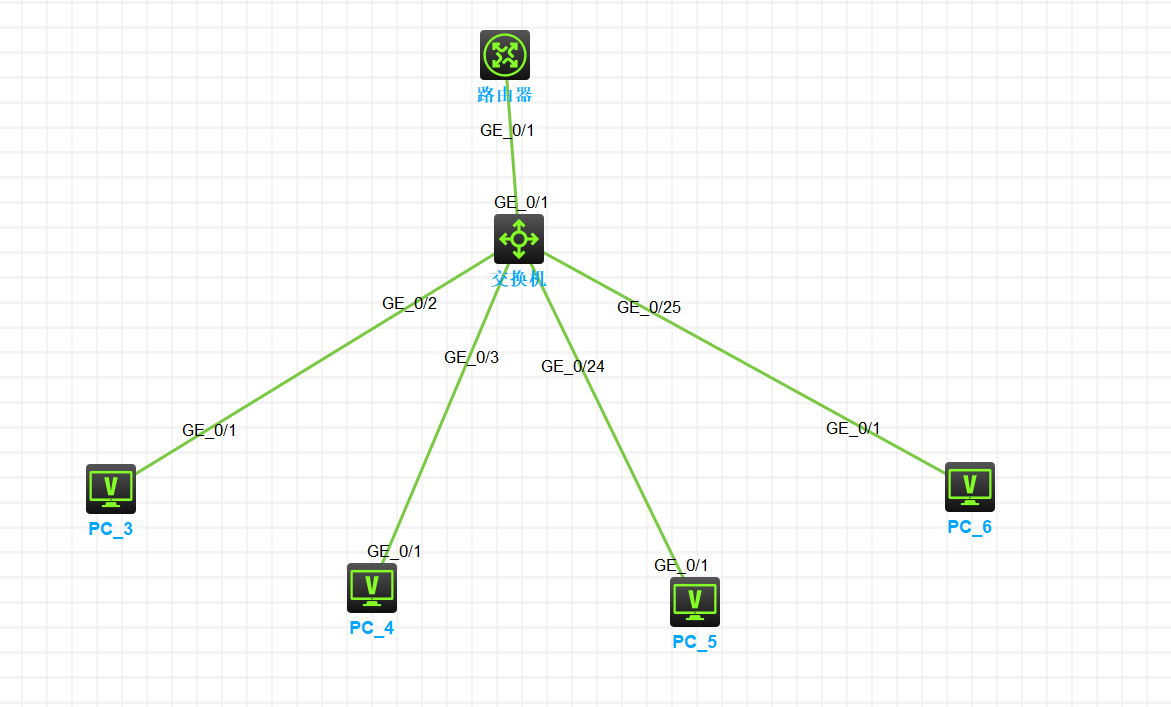 路由器
GE_0/1
GE_0/1
交换机
GE_0/2
GE_0/25
GE_0/3
GE_0/24
GE_0/1
GE_0/1
V
PC_3
V
PC_6
GE_0/1
GE_0/1
V
PC_4
V
PC_5